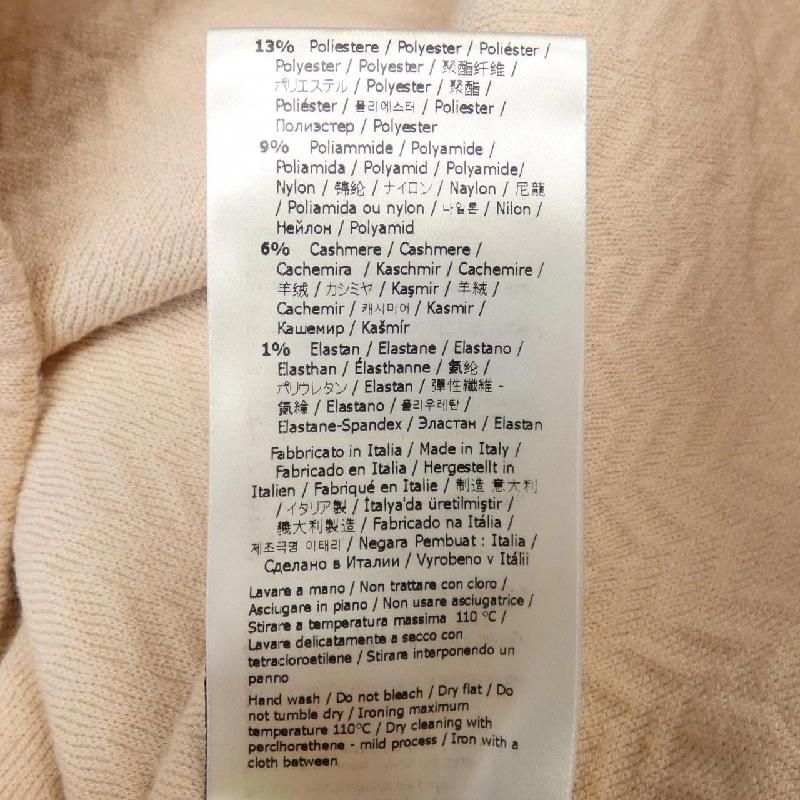 13% Poliestere / Polyester / Poliéster /
Polyester / Polyester / 聚酯纤维 /
ポリエステル / Polyester / 聚酯 /
Poliéster / 폴리에스터 / Poliester /
Полиэстер / Polyester
9% Poliammide / Polyamide /
Poliamida / Polyamid / Polyamide/
Nylon / 锦纶 / ナイロン / Naylon / 尼龍
/ Poliamida ou nylon / 나일론 / Nilon /
Нейлон / Polyamid
6% Cashmere / Cashmere /
Cachemira / Kaschmir / Cachemire /
羊绒 / カシミヤ / Kaşmir / 羊絨 /
Cachemir / 캐시미어 / Kasmir /
Кашемир / Kašmír
1% Elastan / Elastane / Elastano /
Elasthan / Élasthanne / 氨纶 /
ポリウレタン / Elastan / 彈性纖維 -
氨綸 / Elastano / 폴리우레탄 /
Elastane-Spandex / Эластан / Elastan
Fabbricato in Italia / Made in Italy /
Fabricado en Italia / Hergestellt in
Italien / Fabriqué en Italie / 制造 意大利
/ イタリア製 / İtalya'da üretilmiştir /
義大利製造 / Fabricado na Itália /
제조국명 이태리 / Negara Pembuat : Italia /
Сделано в Италии / Vyrobeno v Itálii
Lavare a mano / Non trattare con cloro /
Asciugare in piano / Non usare asciugatrice /
Stirare a temperatura massima 110 °C /
Lavare delicatamente a secco con
tetracloroetilene / Stirare interponendo un
panno
Hand wash / Do not bleach / Dry flat / Do
not tumble dry / Ironing maximum
temperature 110°C / Dry cleaning with
perclhorethene - mild process / Iron with a
cloth between